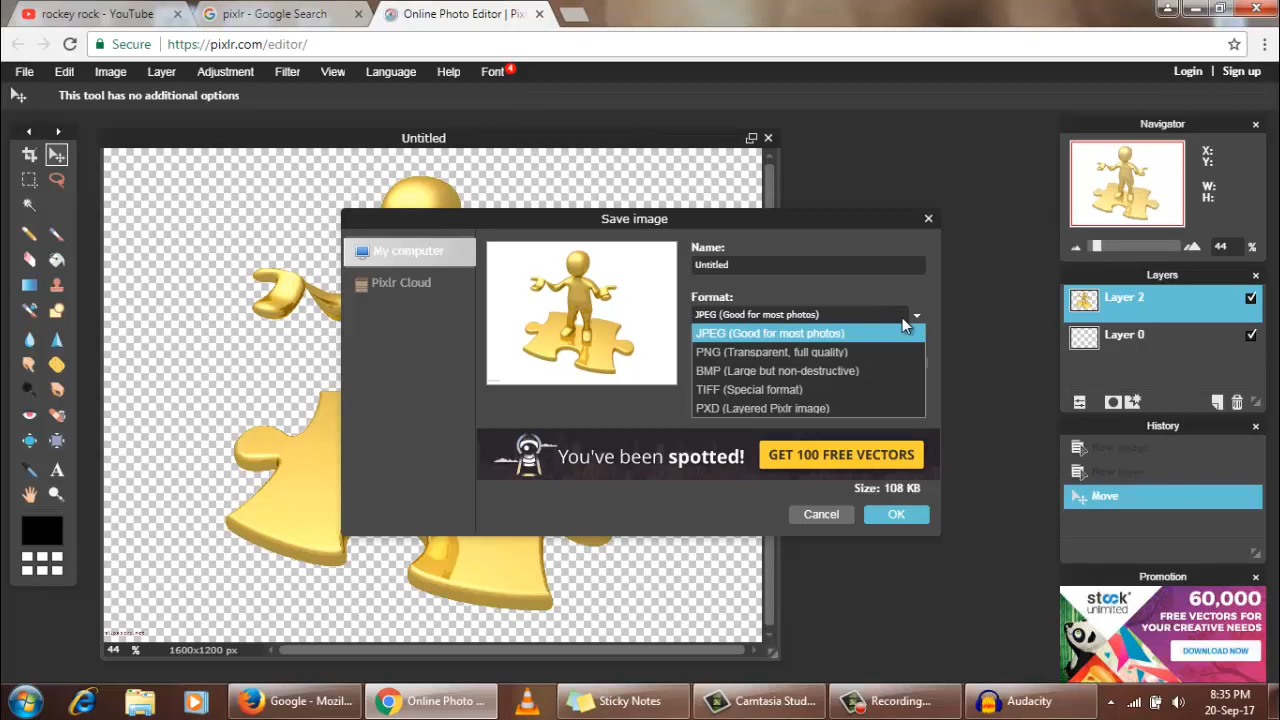 rockey rock - YouTube
pixlr - Google Search
Online Photo Editor | Pix
Secure
https://pixlr.com/editor/
File Edit Image Layer Adjustment Filter View Language Help Font 4
Login Sign up
This tool has no additional options
Untitled
Navigator
X:
Y:
W:
H:
44 %
Save image
My computer
Pixlr Cloud
Name:
Untitled
Format:
JPEG (Good for most photos)
JPEG (Good for most photos)
PNG (Transparent, full quality)
BMP (Large but non-destructive)
TIFF (Special format)
PXD (Layered Pixlr image)
You've been spotted!
GET 100 FREE VECTORS
Size: 108 KB
Cancel
OK
Layers
Layer 2
Layer 0
History
New image
New layer
Move
Promotion
stock
unlimited
60,000
FREE VECTORS FOR
YOUR CREATIVE NEEDS
DOWNLOAD NOW
44 % 1600x1200 px
Google - Mozil...
Online Photo ...
Sticky Notes
Camtasia Stud...
Recording...
Audacity
8:35 PM
20-Sep-17